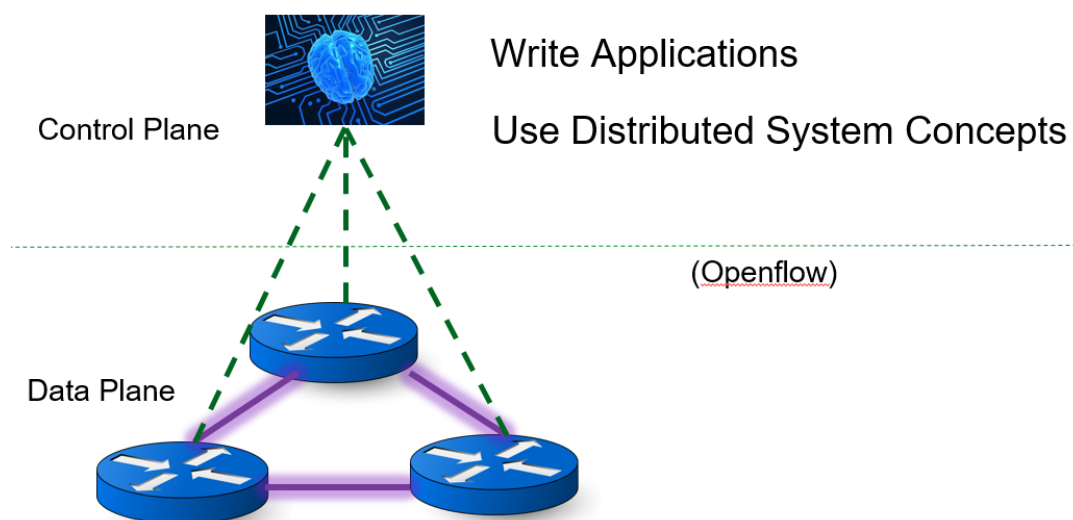 Write Applications
Control Plane
Use Distributed System Concepts
(Openflow)
Data Plane